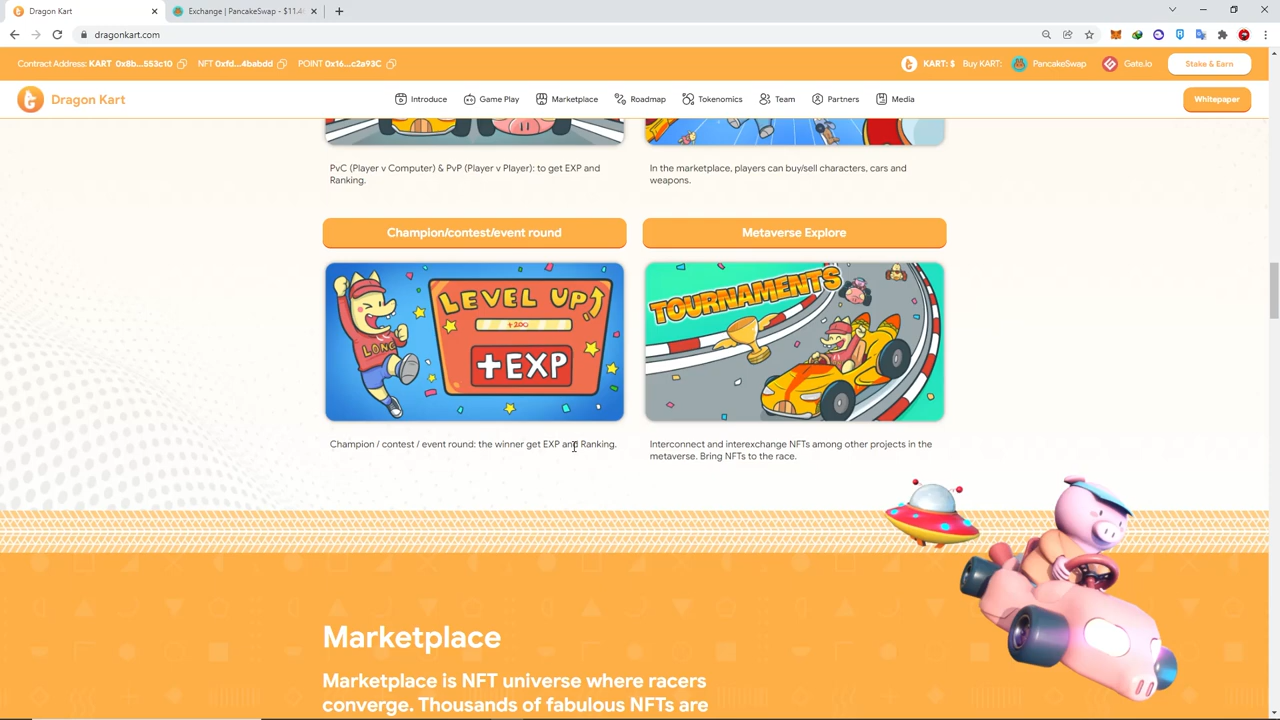 Dragon Kart
Exchange | PancakeSwap - $11.4
dragonkart.com
Contract Address: KART 0x8b...553c10 NFT 0xfd...4babdd POINT 0x16...c2a93C KART: $ Buy KART: PancakeSwap Gate.io Stake & Earn
Dragon Kart Introduce Game Play Marketplace Roadmap Tokenomics Team Partners Media Whitepaper
PvC (Player v Computer) & PvP (Player v Player): to get EXP and
Ranking.
In the marketplace, players can buy/sell characters, cars and
weapons.
Champion/contest/event round
Metaverse Explore
LEVEL UP
+200
+EXP
LONG
TOURNAMENTS
Champion / contest / event round: the winner get EXP and Ranking.
Interconnect and interexchange NFTs among other projects in the
metaverse. Bring NFTs to the race.
Marketplace
Marketplace is NFT universe where racers
converge. Thousands of fabulous NFTs are